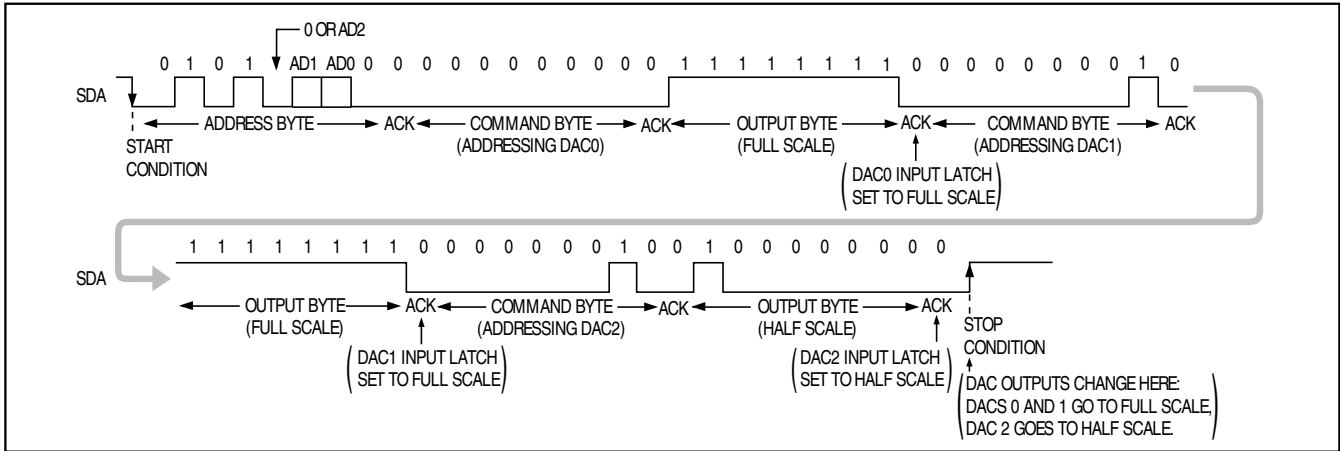 0 OR AD2
0 1 0 1 AD1 AD0 0 0 0 0 0 0 0 0 0 0 0 1 1 1 1 1 1 1 1 0 0 0 0 0 0 0 0 1 0
SDA
ADDRESS BYTE ACK COMMAND BYTE ACK OUTPUT BYTE ACK COMMAND BYTE ACK
(ADDRESSING DAC0) (FULL SCALE) (ADDRESSING DAC1)
START
CONDITION
(DAC0 INPUT LATCH
SET TO FULL SCALE)
1 1 1 1 1 1 1 1 0 0 0 0 0 0 0 1 0 0 1 0 0 0 0 0 0 0 0
SDA
OUTPUT BYTE ACK COMMAND BYTE ACK OUTPUT BYTE ACK
(FULL SCALE) (ADDRESSING DAC2) (HALF SCALE)
STOP
CONDITION
(DAC1 INPUT LATCH
SET TO FULL SCALE)
(DAC2 INPUT LATCH
SET TO HALF SCALE)
(DAC OUTPUTS CHANGE HERE:
DACS 0 AND 1 GO TO FULL SCALE,
DAC 2 GOES TO HALF SCALE.)